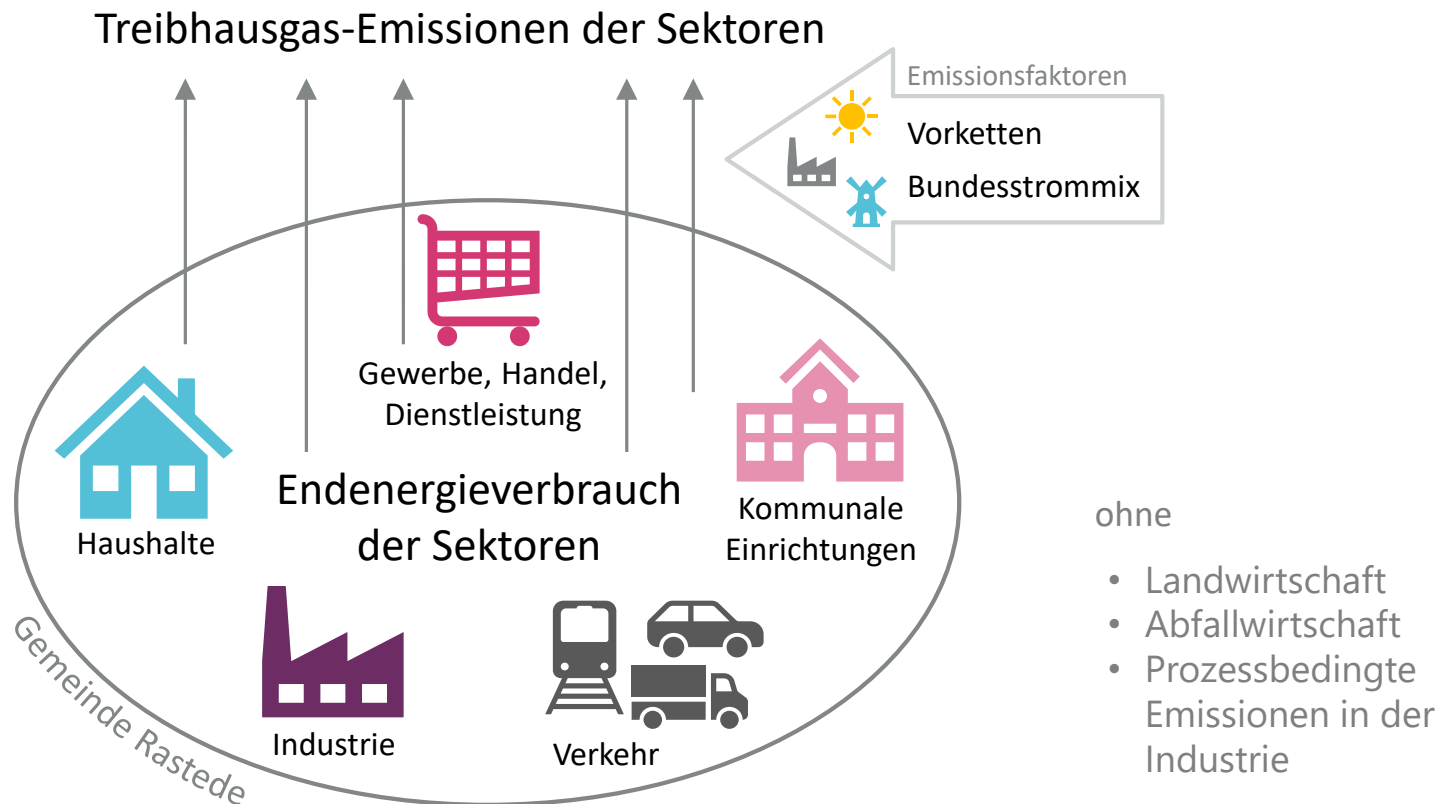 Treibhausgas-Emissionen der Sektoren
Emissionsfaktoren
Vorketten
Bundesstrommix
Gewerbe, Handel,
Dienstleistung
Haushalte
Endenergieverbrauch
der Sektoren
Kommunale
Einrichtungen
Industrie
Verkehr
Gemeinde Rastede
ohne
• Landwirtschaft
• Abfallwirtschaft
• Prozessbedingte
Emissionen in der
Industrie